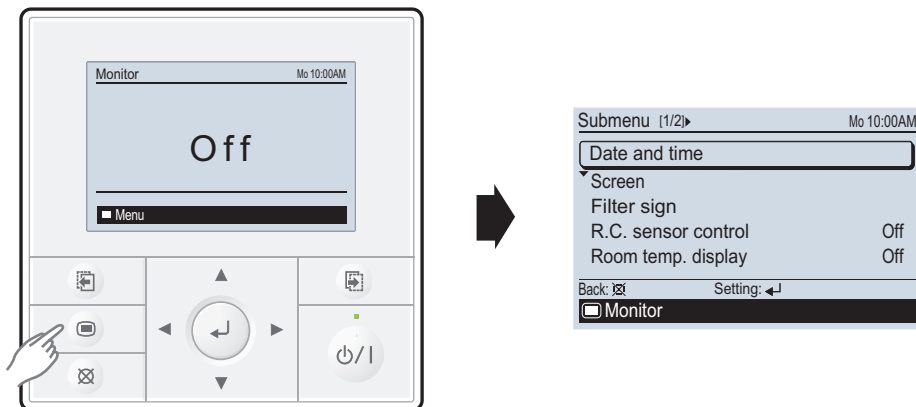 Monitor Mo 10:00AM
Off
Menu
Submenu [1/2] Mo 10:00AM
Date and time
Screen
Filter sign
R.C. sensor control Off
Room temp. display Off
Back: Setting:
Monitor